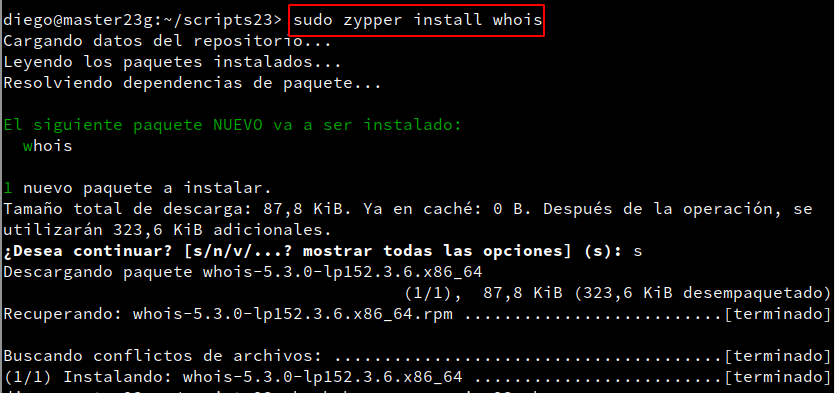 diego@master23g:~/scripts23> sudo zypper install whois
Cargando datos del repositorio...
Leyendo los paquetes instalados...
Resolviendo dependencias de paquete...
El siguiente paquete NUEVO va a ser instalado:
whois
1 nuevo paquete a instalar.
Tamaño total de descarga: 87,8 KiB. Ya en caché: 0 B. Después de la operación, se
utilizarán 323,6 KiB adicionales.
¿Desea continuar? [s/n/v/...? mostrar todas las opciones] (s): s
Descargando paquete whois-5.3.0-lp152.3.6.x86_64
(1/1),  87,8 KiB (323,6 KiB desempaquetado)
Recuperando: whois-5.3.0-lp152.3.6.x86_64.rpm ..........................[terminado]
Buscando conflictos de archivos: .......................................[terminado]
(1/1) Instalando: whois-5.3.0-lp152.3.6.x86_64 .........................[terminado]